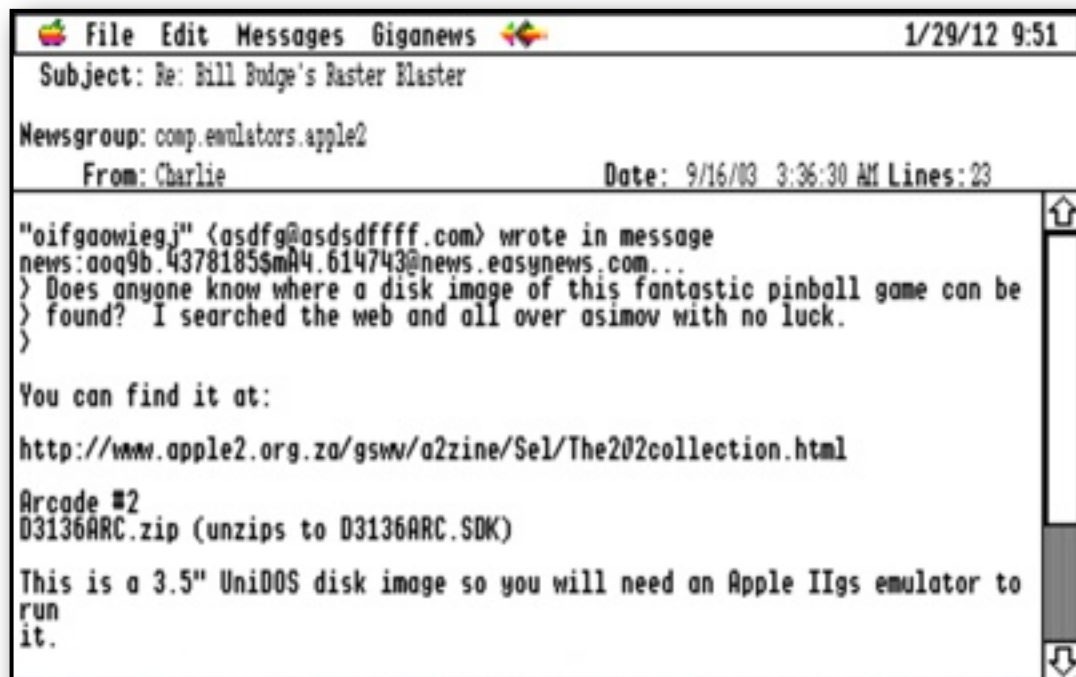 File Edit Messages Giganews 1/29/12 9:51
Subject: Re: Bill Budge's Raster Blaster
Newsgroup: comp.emulators.apple2
From: Charlie Date: 9/16/03 3:36:30 AM Lines: 23
"oifgaowiegj" <asdfg@asdsdffff.com> wrote in message
news:aoq9b.4378185$mA4.614743@news.easynews.com...
> Does anyone know where a disk image of this fantastic pinball game can be
> found? I searched the web and all over asimov with no luck.
>
You can find it at:
http://www.apple2.org.za/gswv/a2zine/Sel/The202collection.html
Arcade #2
D3136ARC.zip (unzips to D3136ARC.SDK)
This is a 3.5" UniDOS disk image so you will need an Apple IIgs emulator to
run
it.